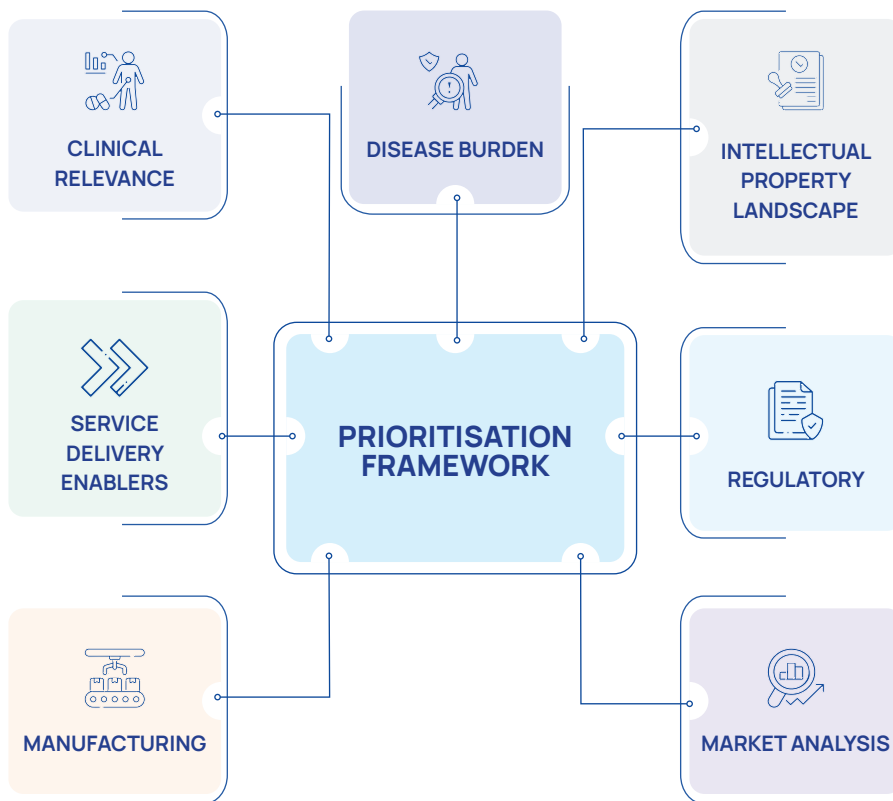 CLINICAL
RELEVANCE
DISEASE BURDEN
INTELLECTUAL
PROPERTY
LANDSCAPE
SERVICE
DELIVERY
ENABLERS
PRIORITISATION
FRAMEWORK
REGULATORY
MANUFACTURING
MARKET ANALYSIS